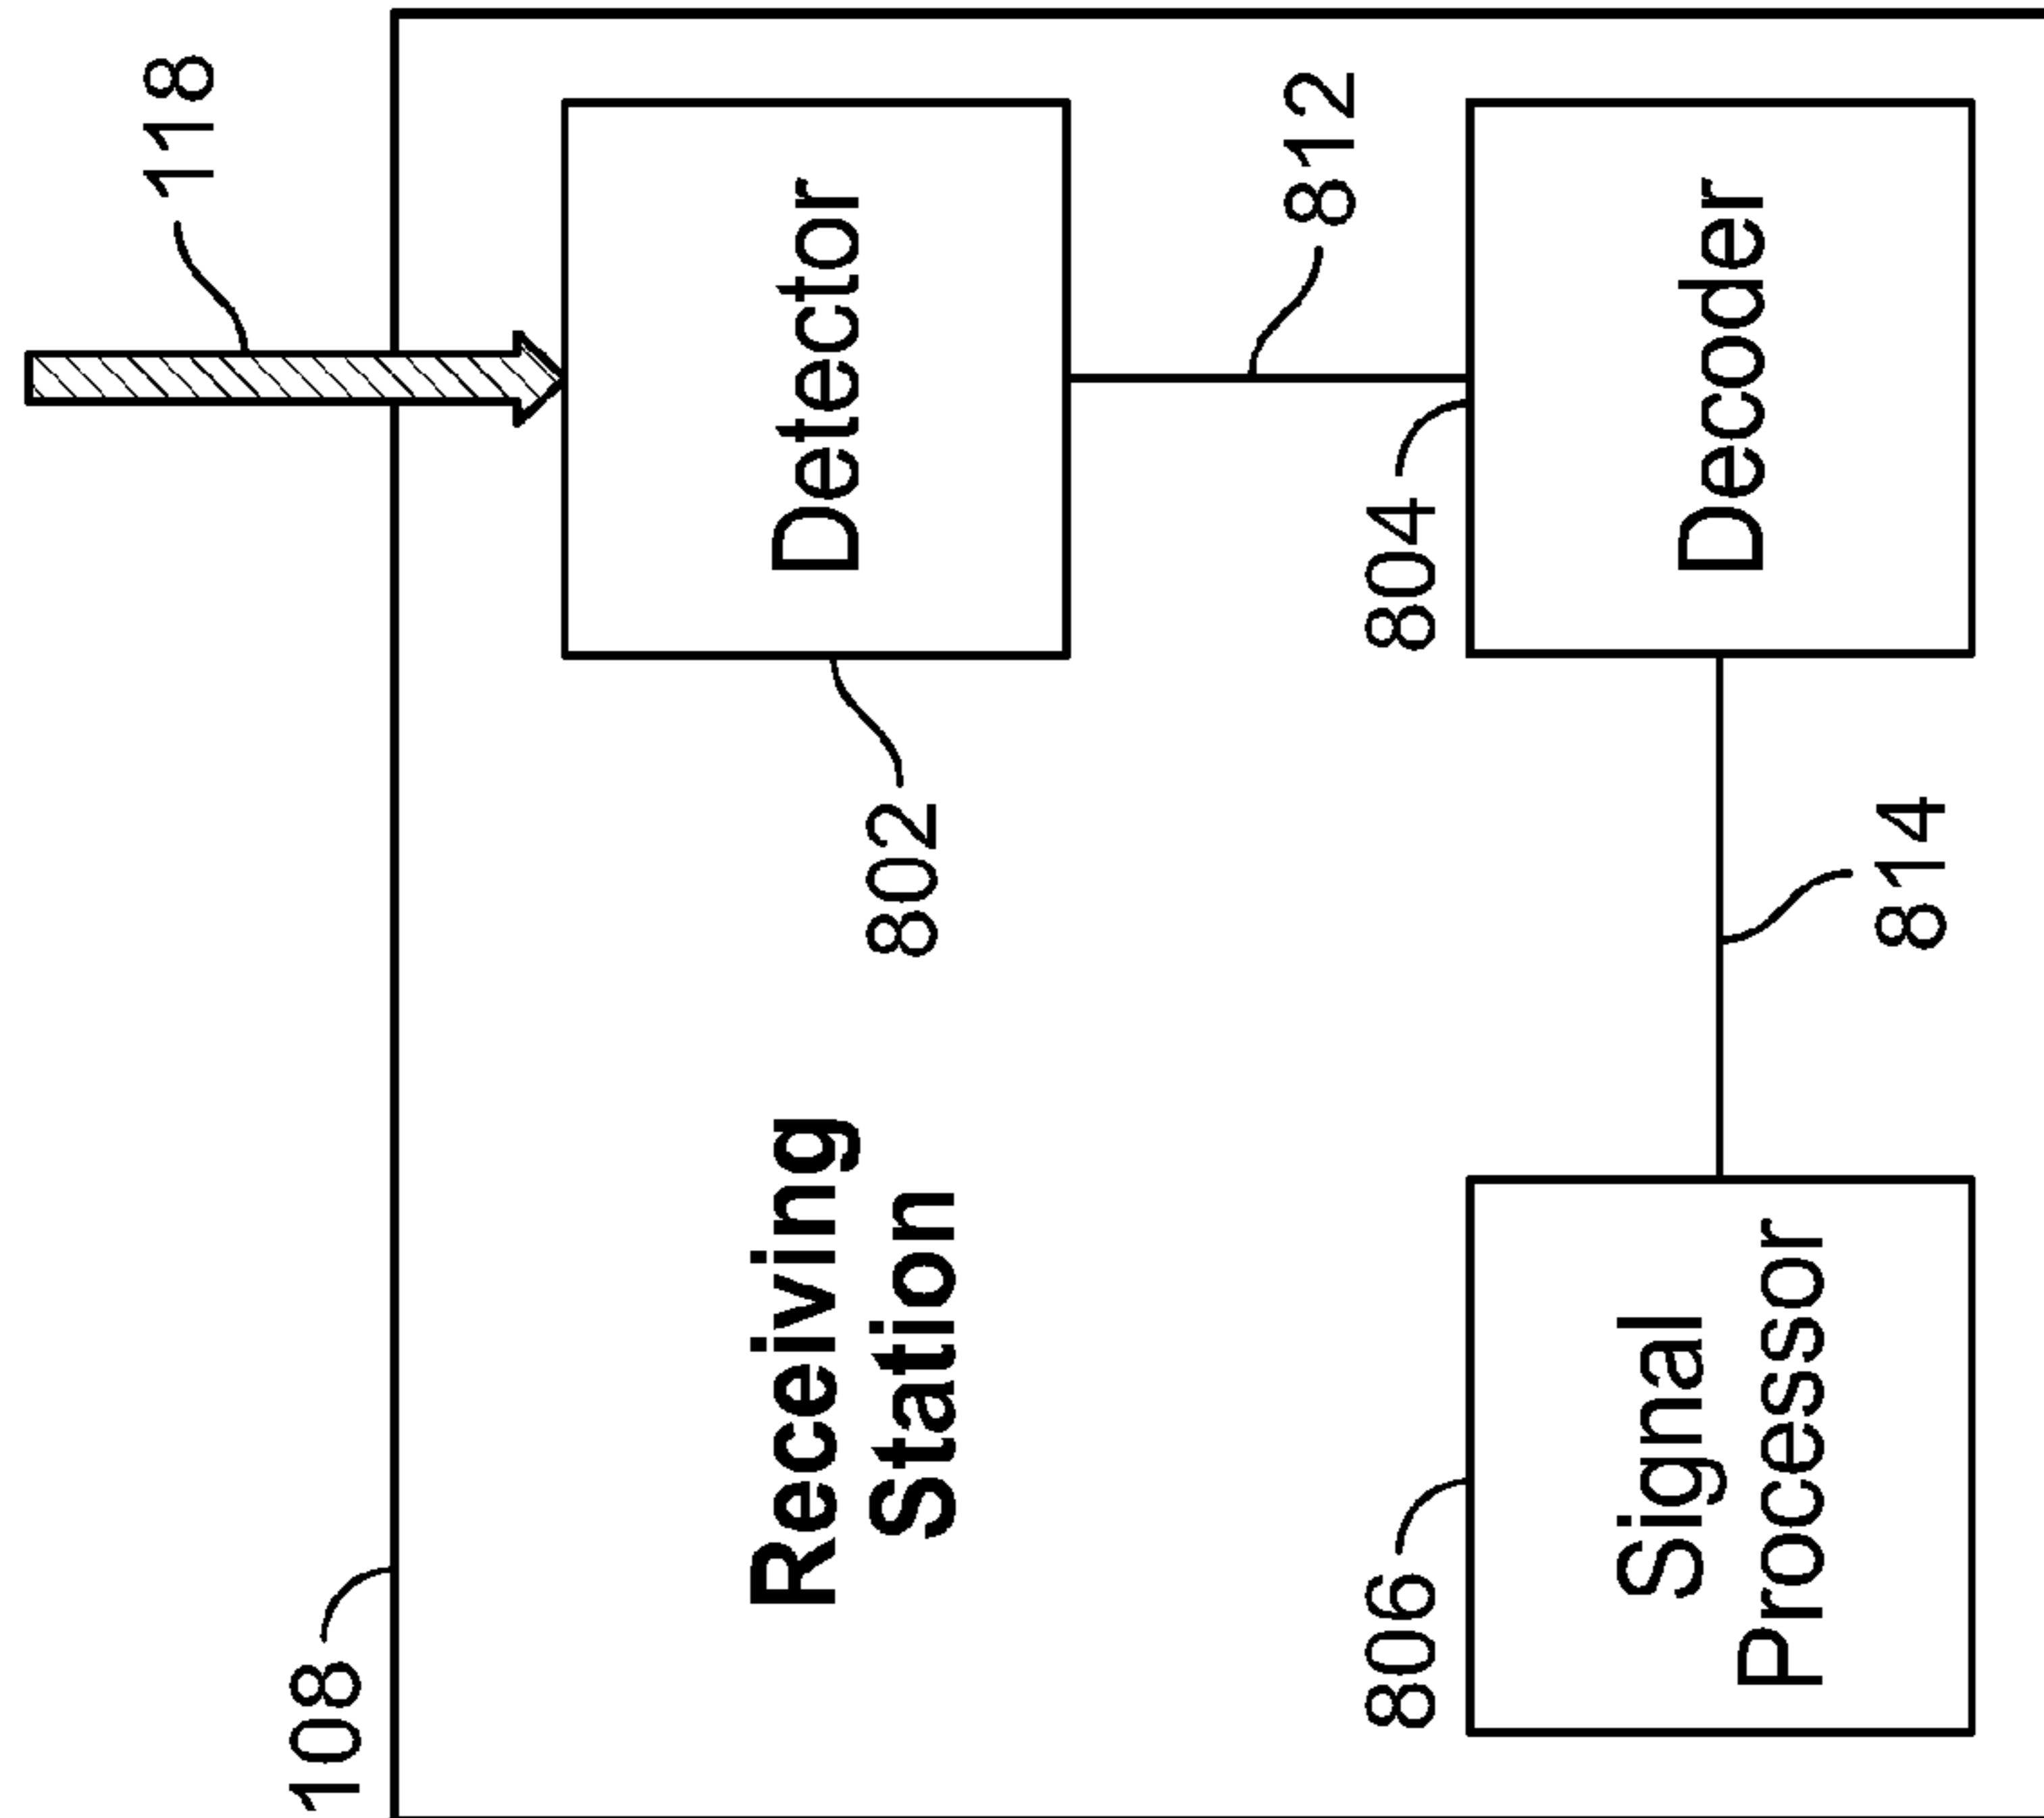 108
118
Receiving
Station
Detector
802
812
804
806
Signal
Processor
Decoder
814